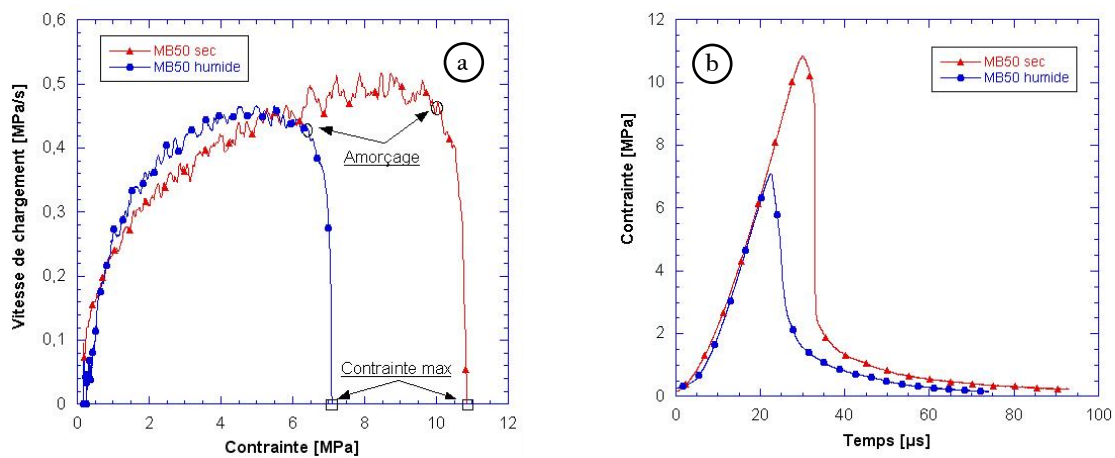 0,6
0,5
0,4
0,3
0,2
0,1
0
Vitesse de chargement [MPa/s]
MB50 sec
MB50 humide
a
Amorçage
Contrainte max
0 2 4 6 8 10 12
Contrainte [MPa]
12
10
8
6
4
2
0
Contrainte [MPa]
b
MB50 sec
MB50 humide
0 20 40 60 80 100
Temps [µs]